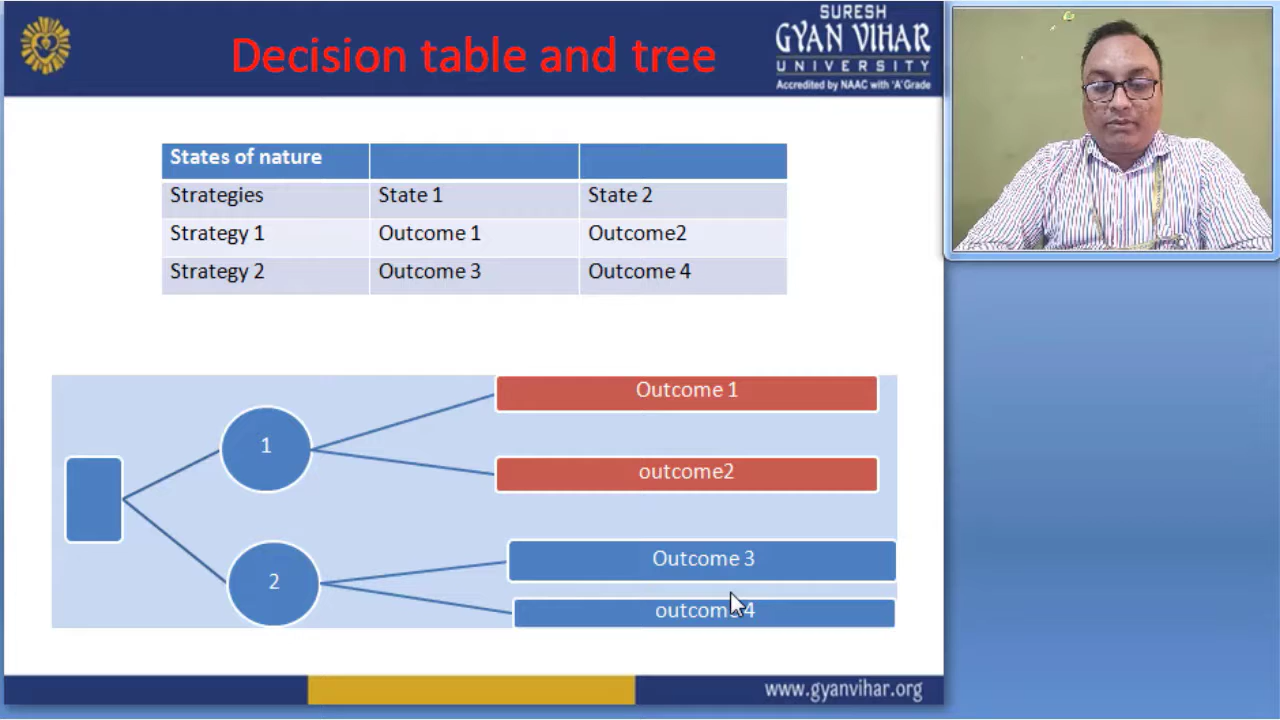 Decision table and tree
SURESH
GYAN VIHAR
UNIVERSITY
Accredited by NAAC with 'A' Grade
States of nature
Strategies State 1 State 2
Strategy 1 Outcome 1 Outcome2
Strategy 2 Outcome 3 Outcome 4
Outcome 1
1
outcome2
Outcome 3
2
outcome 4
www.gyanvihar.org